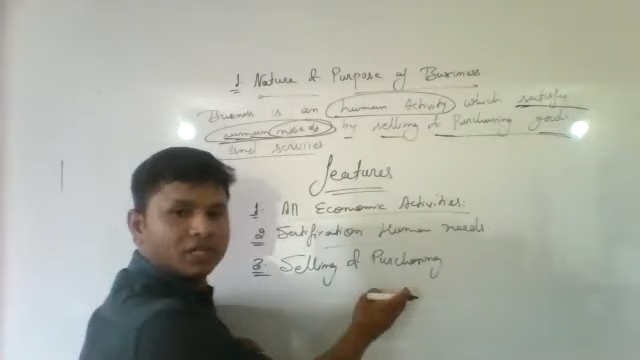 1. Nature & Purpose of Business
Business is an human Activity which satisfy
human needs by selling & Purchasing goods
and services
features
1. An Economic Activities.
2. Satifiration Human needs.
3. Selling & Purchasing